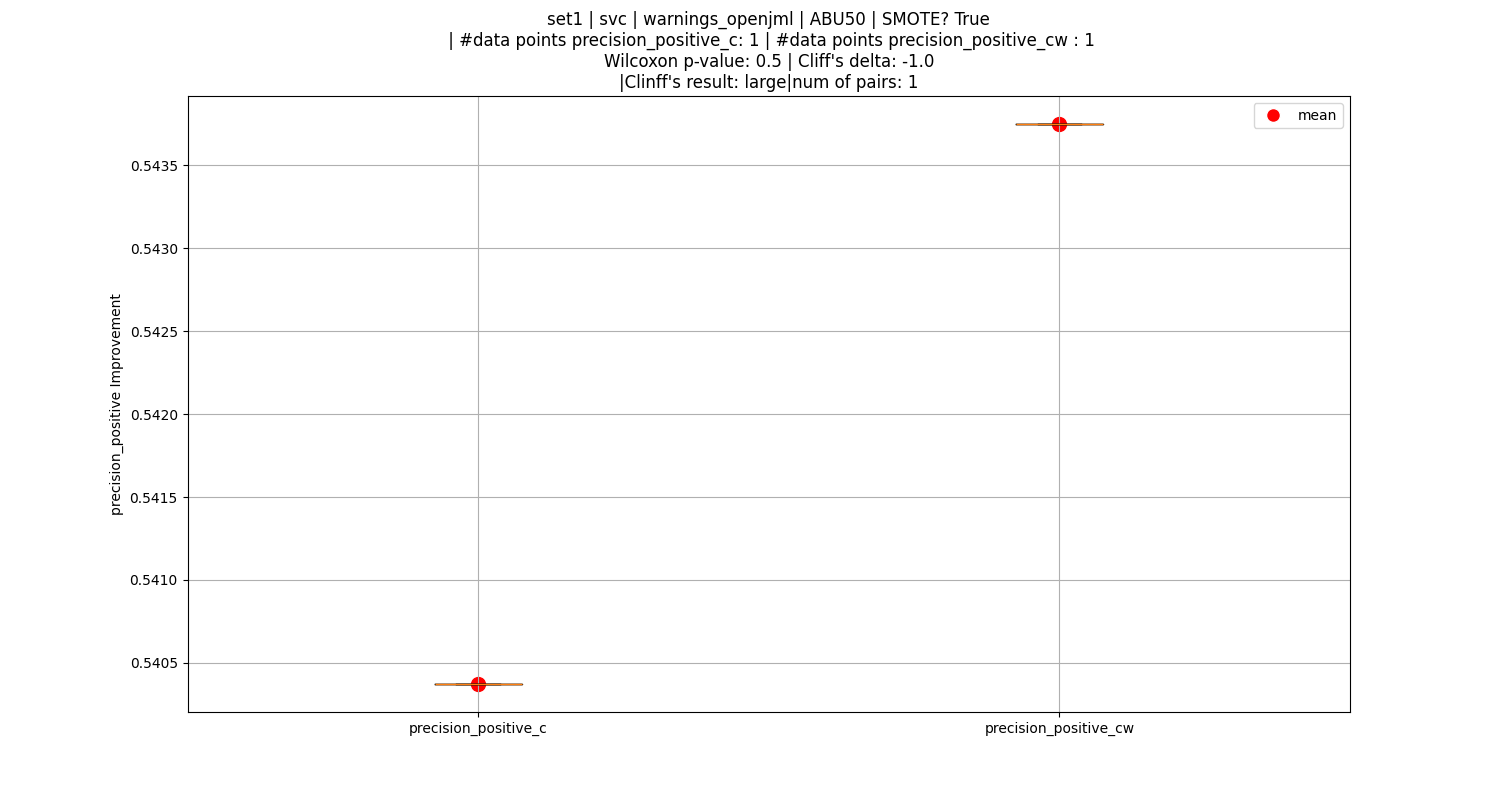 set1 | svc | warnings_openjml | ABU50 | SMOTE? True
| #data points precision_positive_c: 1 | #data points precision_positive_cw : 1
Wilcoxon p-value: 0.5 | Cliff's delta: -1.0
|Clinff's result: large|num of pairs: 1
mean
0.5435
0.5430
0.5425
0.5420
0.5415
0.5410
0.5405
precision_positive Improvement
precision_positive_c
precision_positive_cw